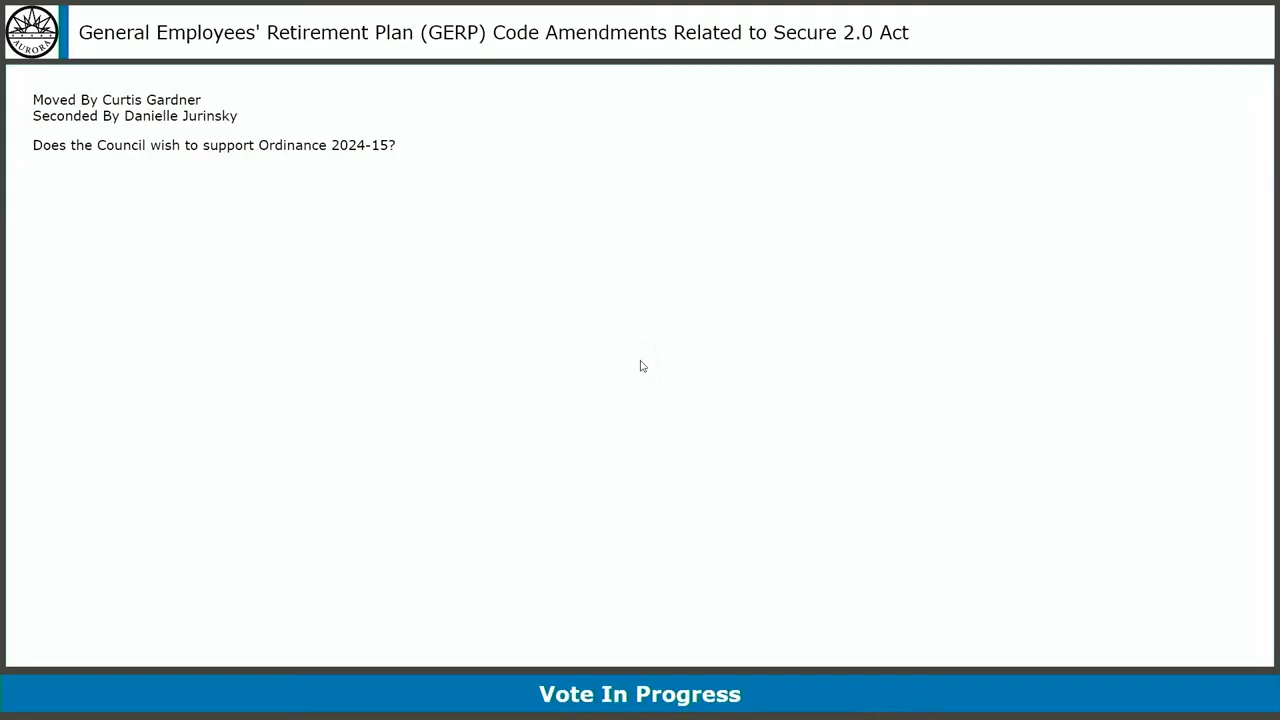 AURORA
General Employees' Retirement Plan (GERP) Code Amendments Related to Secure 2.0 Act
Moved By Curtis Gardner
Seconded By Danielle Jurinsky
Does the Council wish to support Ordinance 2024-15?
Vote In Progress